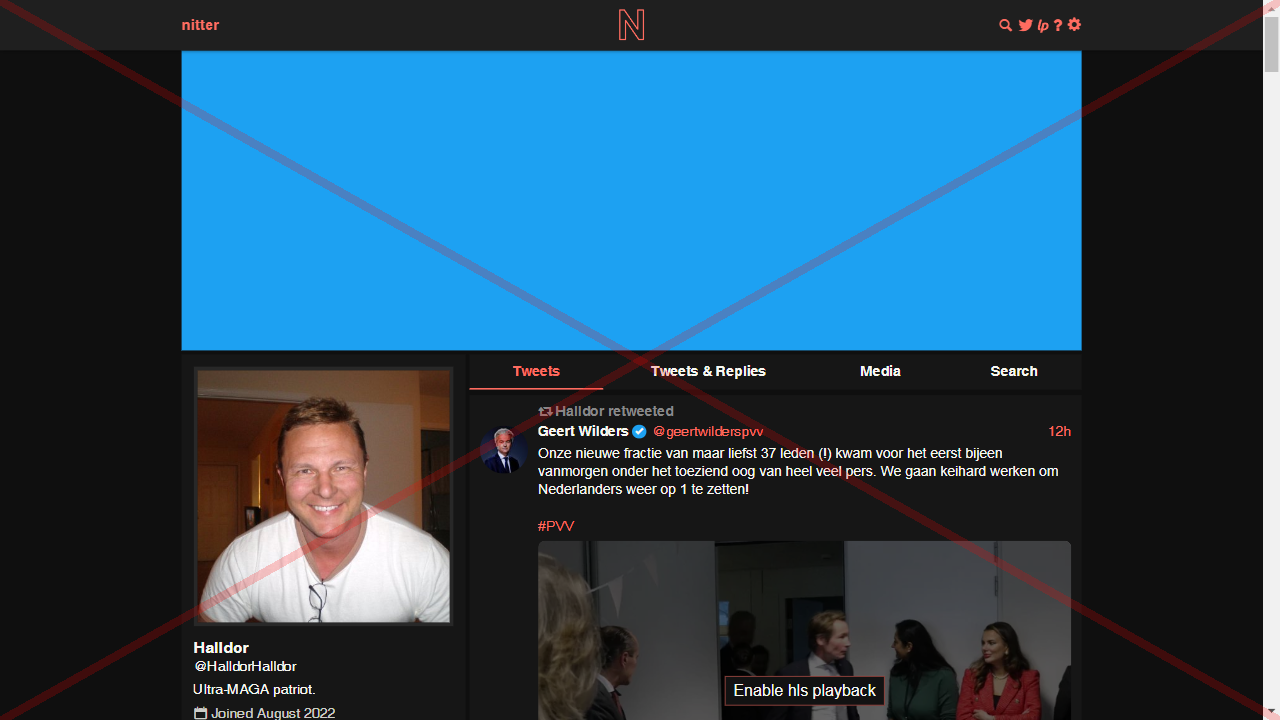 nitter
N
lp ?
Tweets
Tweets & Replies
Media
Search
Halldor retweeted
Geert Wilders @geertwilderspvv 12h
Onze nieuwe fractie van maar liefst 37 leden (!) kwam voor het eerst bijeen
vanmorgen onder het toeziend oog van heel veel pers. We gaan keihard werken om
Nederlanders weer op 1 te zetten!
#PVV
Enable hls playback
Halldor
@HalldorHalldor
Ultra-MAGA patriot.
Joined August 2022